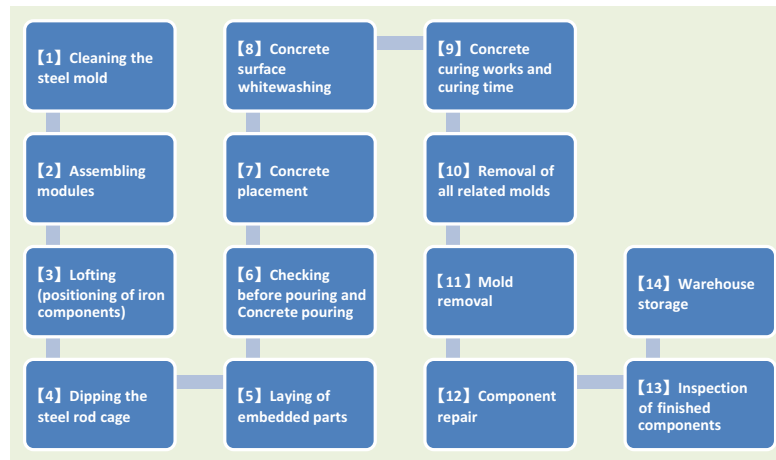 【1】Cleaning the
steel mold
【2】Assembling
modules
【3】Lofting
(positioning of iron
components)
【4】Dipping the
steel rod cage
【5】Laying of
embedded parts
【6】Checking
before pouring and
Concrete pouring
【7】Concrete
placement
【8】Concrete
surface
whitewashing
【9】Concrete
curing works and
curing time
【10】Removal of
all related molds
【11】Mold
removal
【12】Component
repair
【13】Inspection
of finished
components
【14】Warehouse
storage